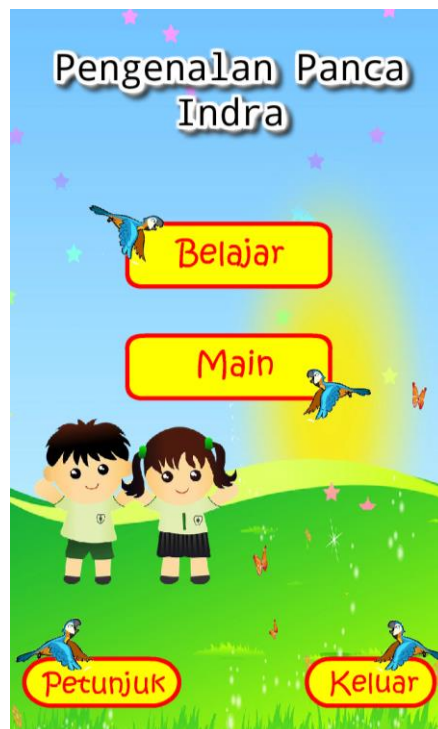 Pengenalan Panca
Indra
Belajar
Main
Petunjuk
Keluar